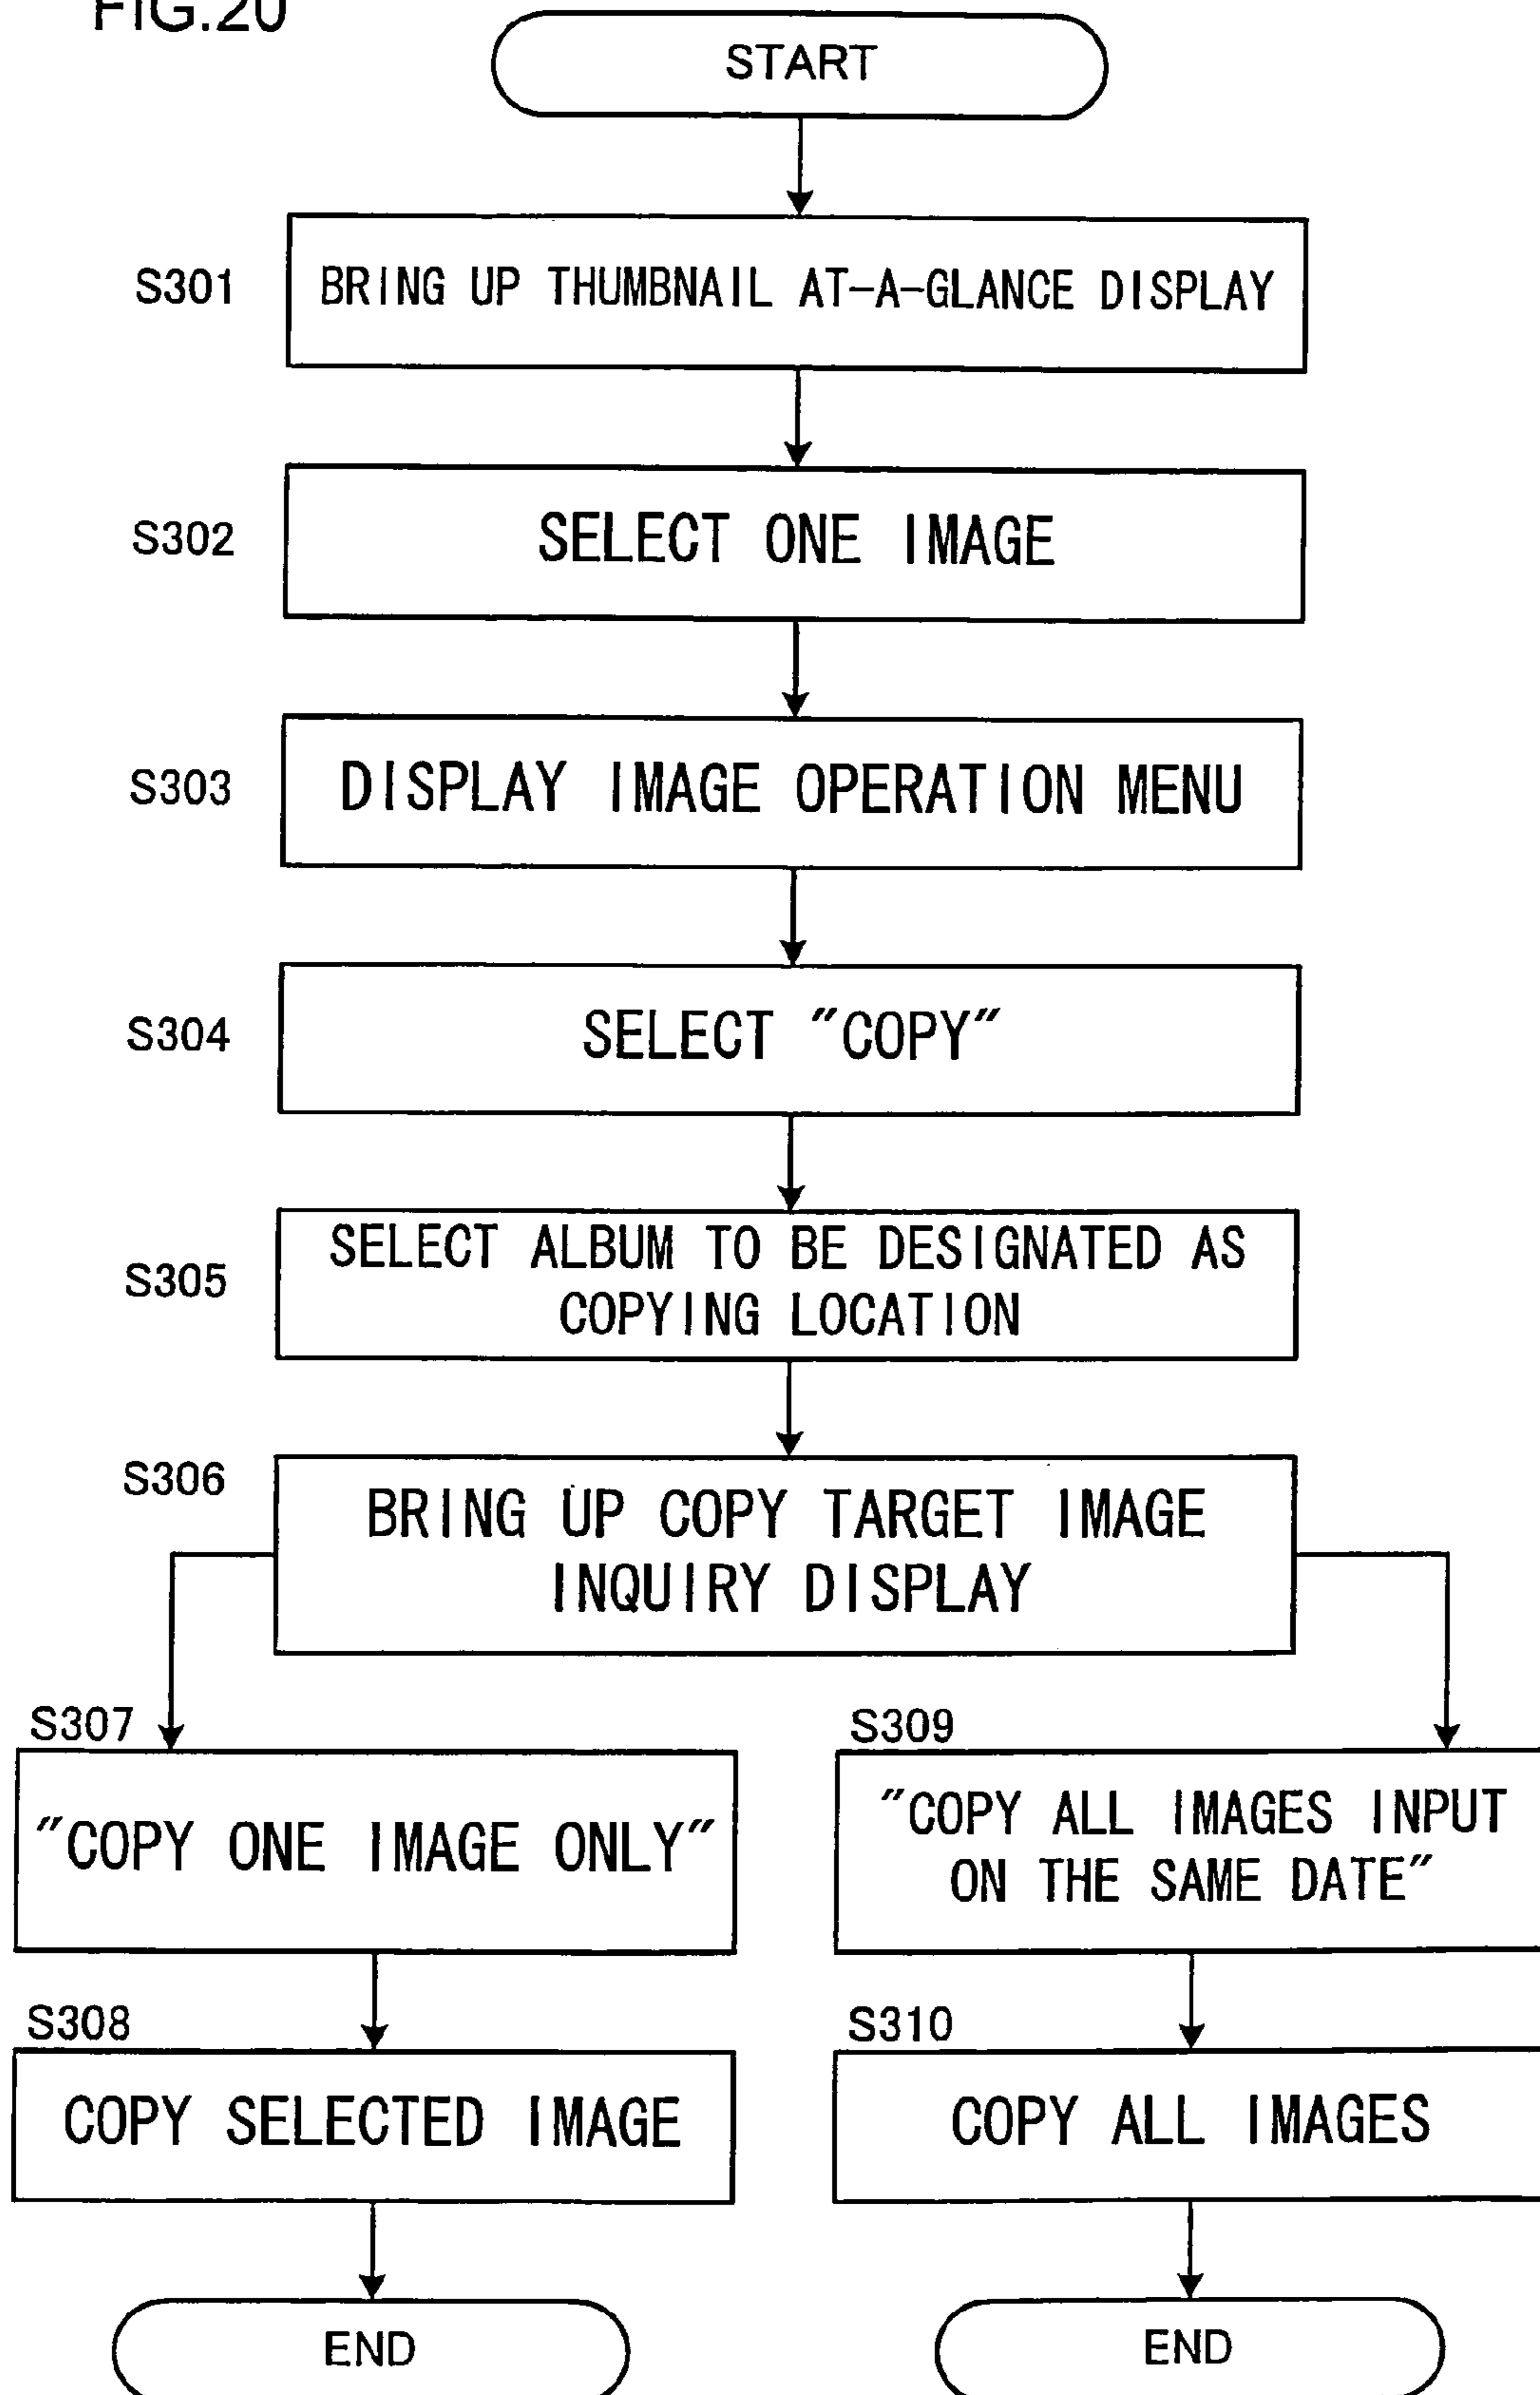 FIG.20
START
S301
BRING UP THUMBNAIL AT-A-GLANCE DISPLAY
S302
SELECT ONE IMAGE
S303
DISPLAY IMAGE OPERATION MENU
S304
SELECT "COPY"
S305
SELECT ALBUM TO BE DESIGNATED AS
COPYING LOCATION
S306
BRING UP COPY TARGET IMAGE
INQUIRY DISPLAY
S307
"COPY ONE IMAGE ONLY"
S308
COPY SELECTED IMAGE
END
S309
"COPY ALL IMAGES INPUT
ON THE SAME DATE"
S310
COPY ALL IMAGES
END